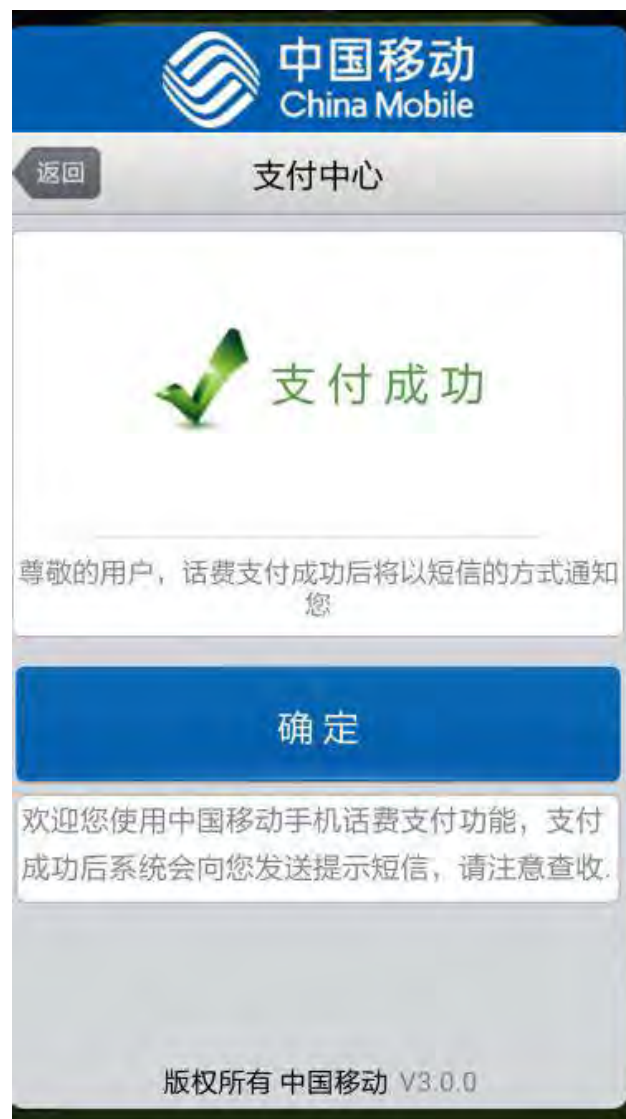 中国移动
China Mobile
返回
支付中心
支付成功
尊敬的用户，话费支付成功后将以短信的方式通知
您
确定
欢迎您使用中国移动手机话费支付功能，支付
成功后系统会向您发送提示短信，请注意查收.
版权所有 中国移动 V3.0.0